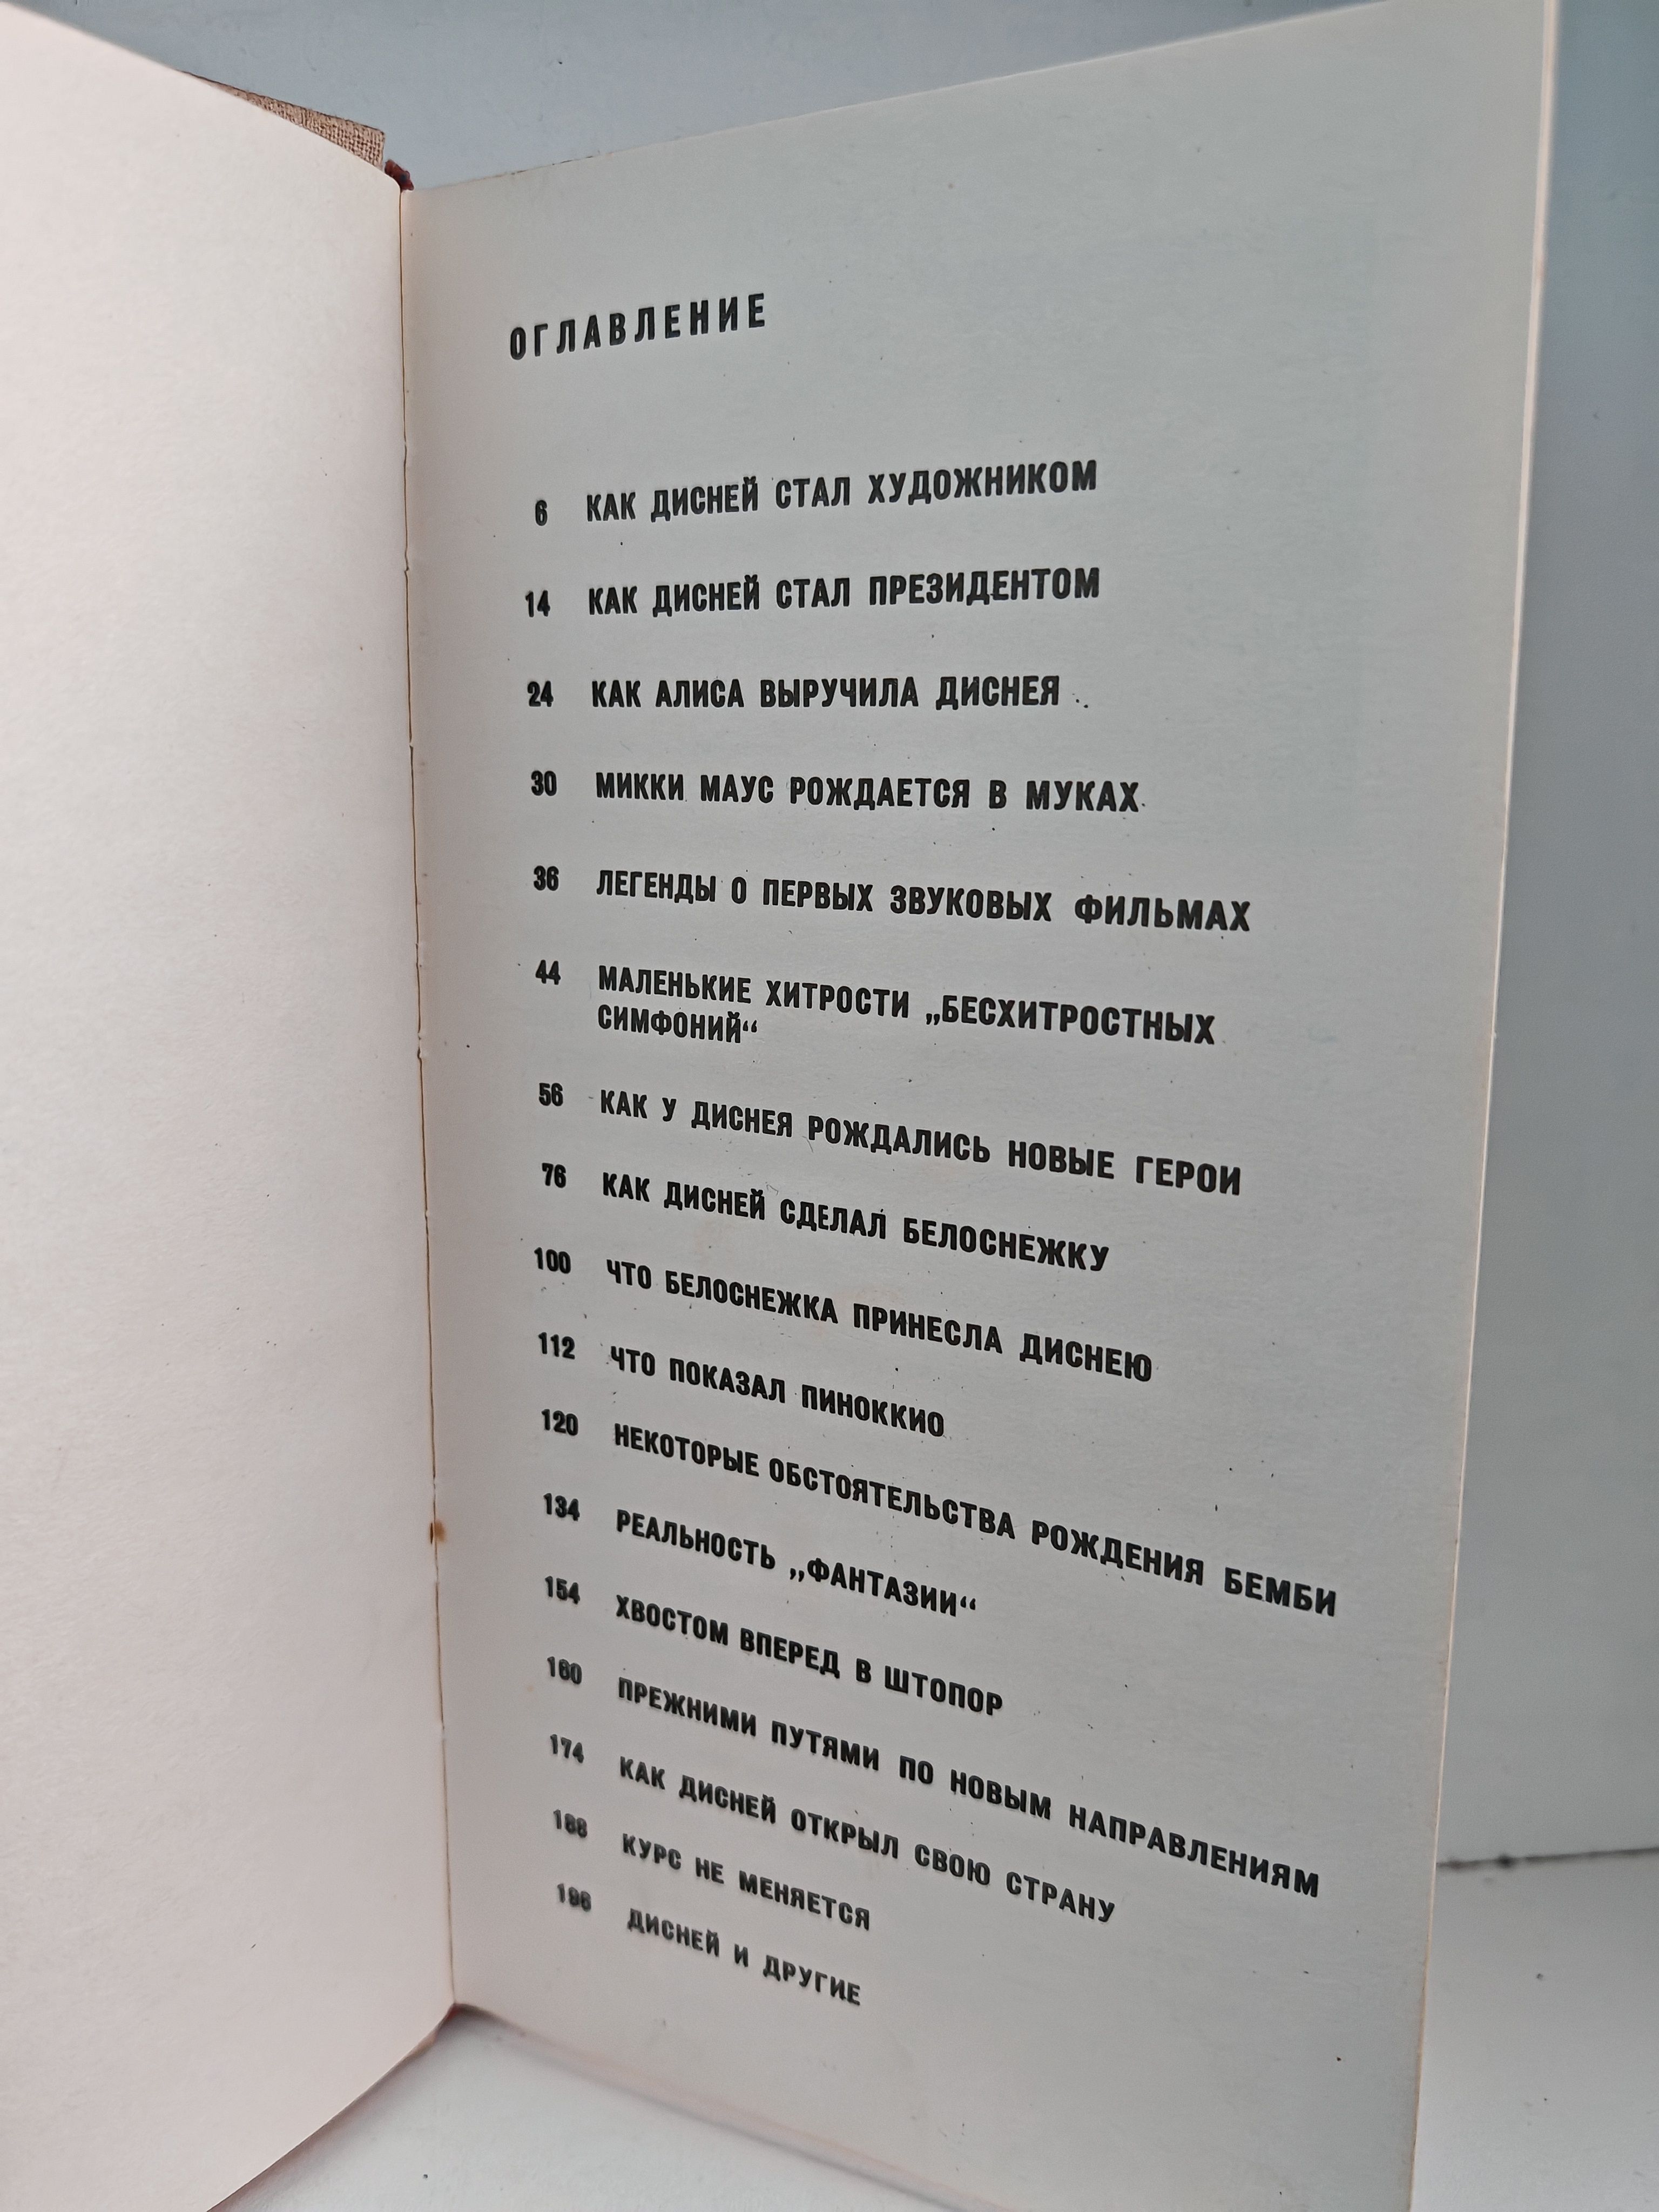 ОГЛАВЛЕНИЕ
6 КАК ДИСНЕЙ СТАЛ ХУДОЖНИКОМ
14 КАК ДИСНЕЙ СТАЛ ПРЕЗИДЕНТОМ
24 КАК АЛИСА ВЫРУЧИЛА ДИСНЕЯ
30 МИККИ МАУС РОЖДАЕТСЯ В МУКАХ
36 ЛЕГЕНДЫ О ПЕРВЫХ ЗВУКОВЫХ ФИЛЬМАХ
44 МАЛЕНЬКИЕ ХИТРОСТИ „БЕСХИТРОСТНЫХ
СИМФОНИЙ“
56 КАК У ДИСНЕЯ РОЖДАЛИСЬ НОВЫЕ ГЕРОИ
76 КАК ДИСНЕЙ СДЕЛАЛ БЕЛОСНЕЖКУ
100 ЧТО БЕЛОСНЕЖКА ПРИНЕСЛА ДИСНЕЮ
112 ЧТО ПОКАЗАЛ ПИНОККИО
120 НЕКОТОРЫЕ ОБСТОЯТЕЛЬСТВА РОЖДЕНИЯ БЕМБИ
134 РЕАЛЬНОСТЬ „ФАНТАЗИИ“
154 ХВОСТОМ ВПЕРЕД В ШТОПОР
160 ПРЕЖНИМИ ПУТЯМИ ПО НОВЫМ НАПРАВЛЕНИЯМ
174 КАК ДИСНЕЙ ОТКРЫЛ СВОЮ СТРАНУ
188 КУРС НЕ МЕНЯЕТСЯ
196 ДИСНЕЙ И ДРУГИЕ